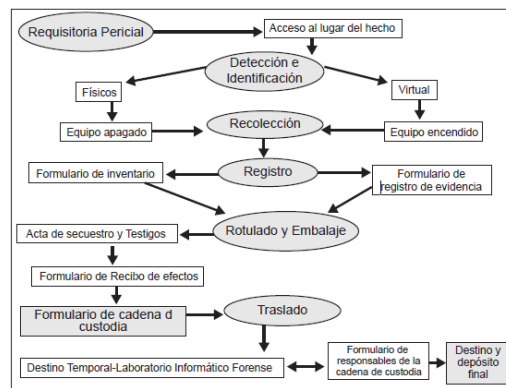 Requisitoria Pericial
Acceso al lugar del hecho
Detección e
Identificación
Físicos
Virtual
Equipo apagado
Recolección
Equipo encendido
Formulario de inventario
Registro
Formulario de
registro de evidencia
Acta de secuestro y Testigos
Rotulado y Embalaje
Formulario de Recibo de efectos
Formulario de cadena d
custodia
Traslado
Destino Temporal-Laboratorio Informático Forense
Formulario de
responsables de la
cadena de custodia
Destino y
depósito
final